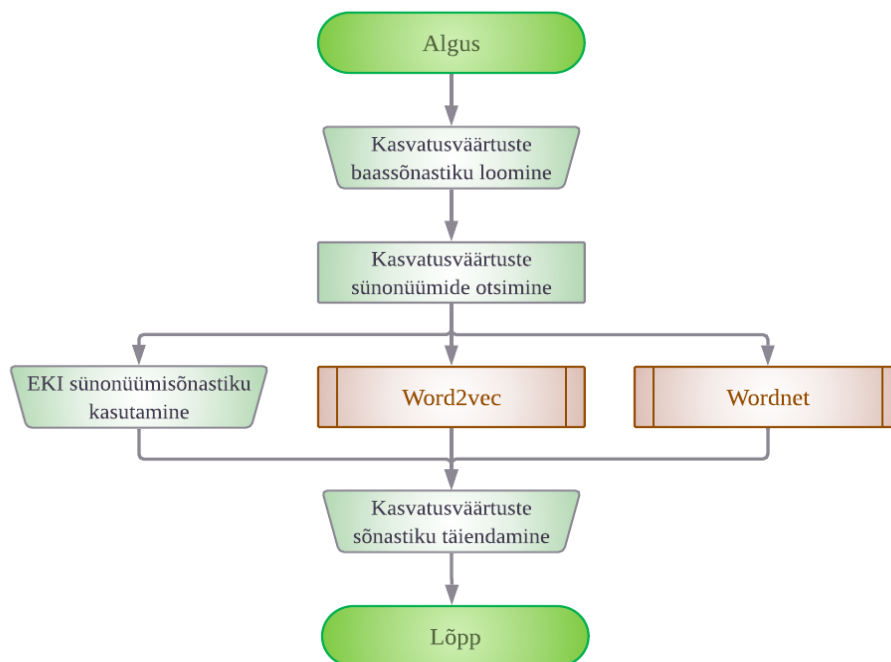 Algus
Kasvatusväärtuste
baassõnastiku loomine
Kasvatusväärtuste
sünonüümide otsimine
EKI sünonüümisõnastiku
kasutamine
Word2vec
Wordnet
Kasvatusväärtuste
sõnastiku täiendamine
Lõpp